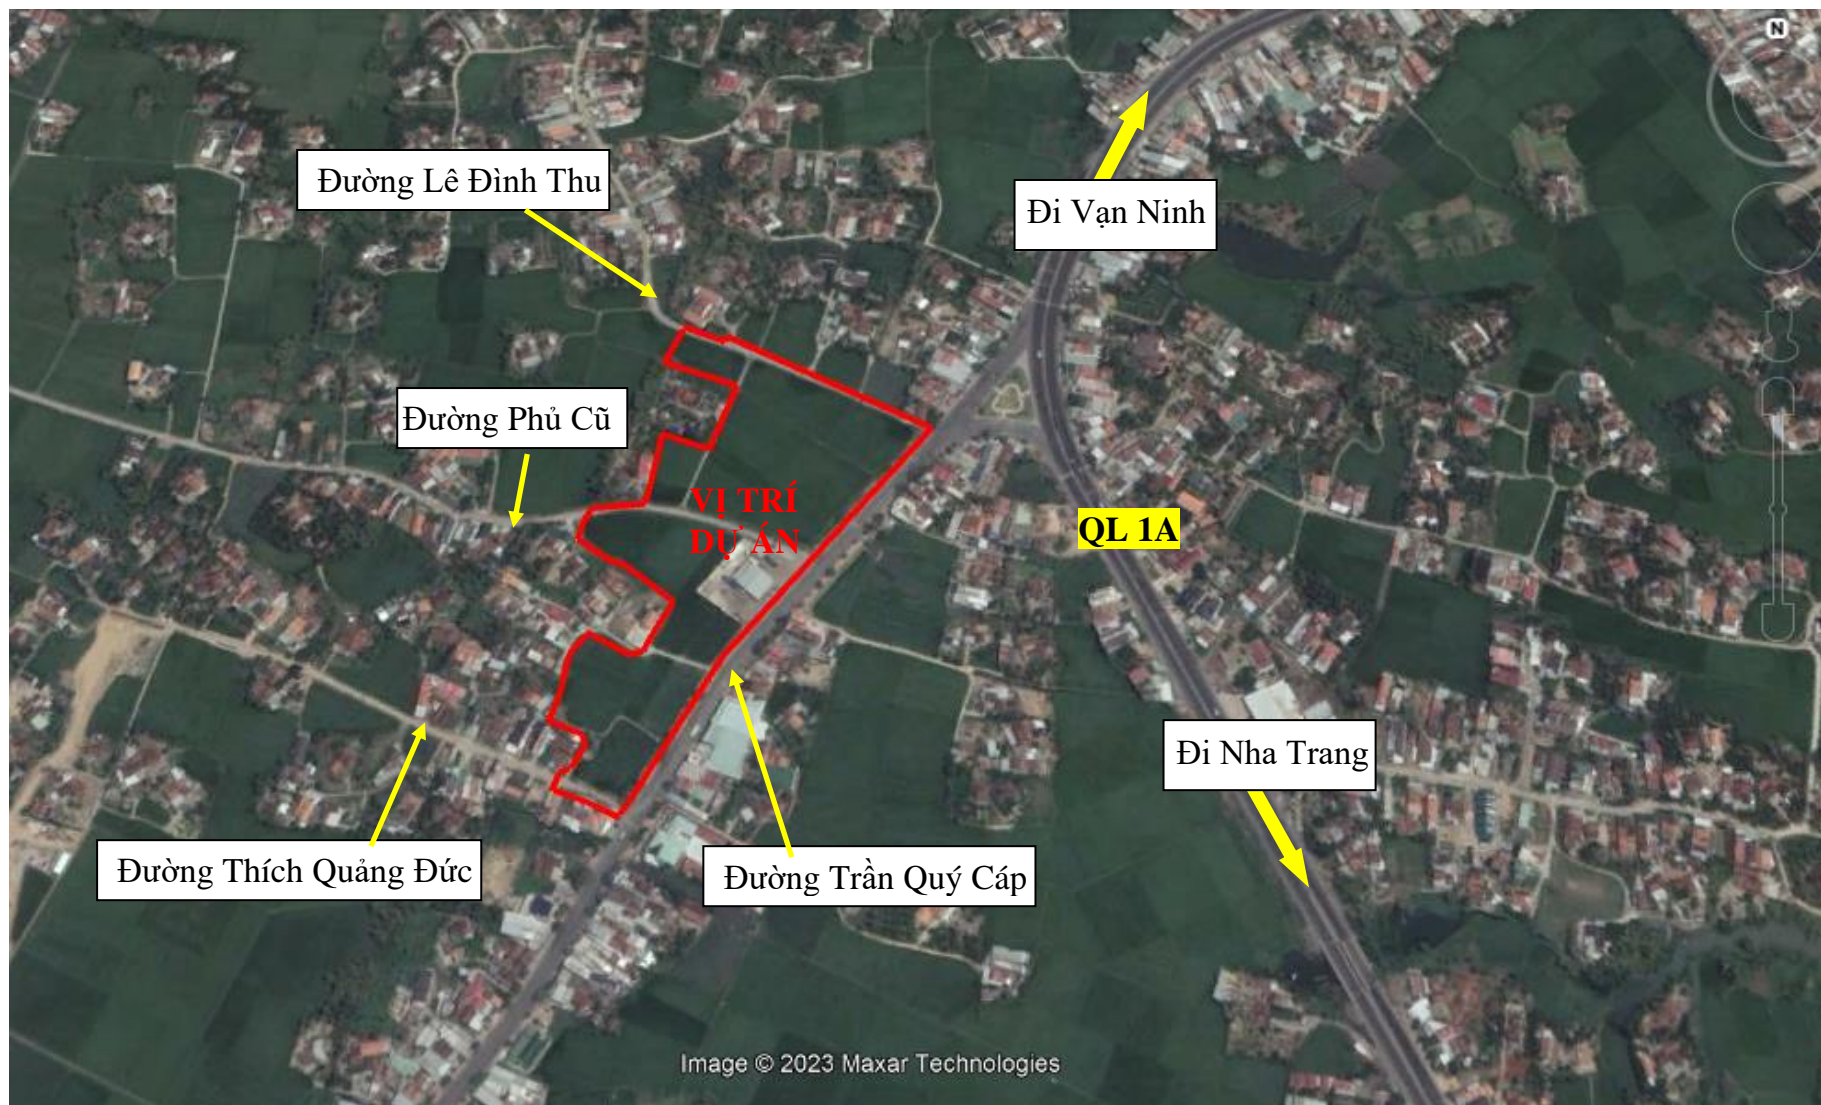 N
Đường Lê Đình Thu
Đi Vạn Ninh
Đường Phủ Cũ
VỊ TRÍ
DỰ ÁN
QL 1A
Đi Nha Trang
Đường Thích Quảng Đức
Đường Trần Quý Cáp
Image © 2023 Maxar Technologies